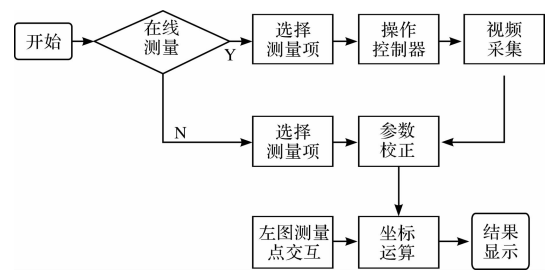 开始
在线
测量
Y
选择
测量项
操作
控制器
视频
采集
N
选择
测量项
参数
校正
左图测量
点交互
坐标
运算
结果
显示